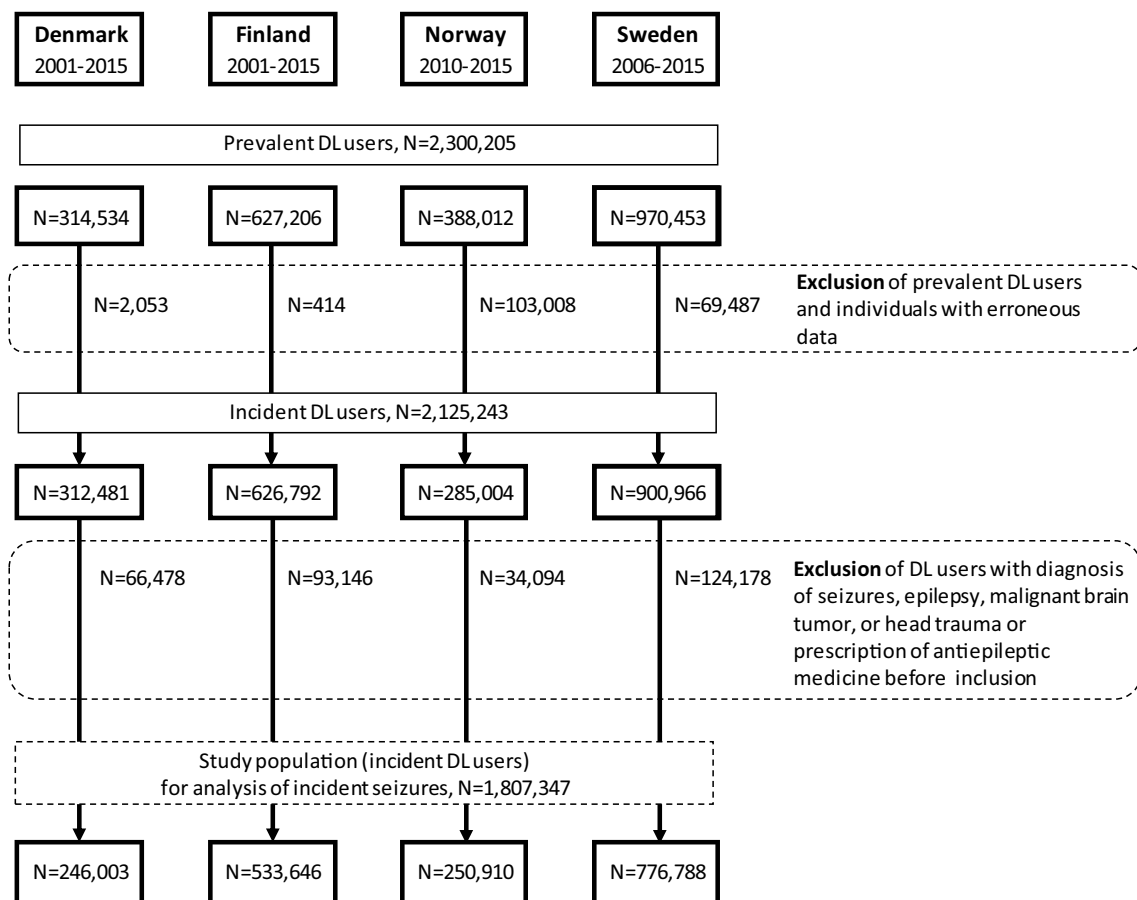 Denmark
2001-2015
Finland
2001-2015
Norway
2010-2015
Sweden
2006-2015
Prevalent DL users, N=2,300,205
N=314,534
N=627,206
N=388,012
N=970,453
N=2,053
N=414
N=103,008
N=69,487
Exclusion of prevalent DL users
and individuals with erroneous
data
Incident DL users, N=2,125,243
N=312,481
N=626,792
N=285,004
N=900,966
N=66,478
N=93,146
N=34,094
N=124,178
Exclusion of DL users with diagnosis
of seizures, epilepsy, malignant brain
tumor, or head trauma or
prescription of antiepileptic
medicine before inclusion
Study population (incident DL users)
for analysis of incident seizures, N=1,807,347
N=246,003
N=533,646
N=250,910
N=776,788